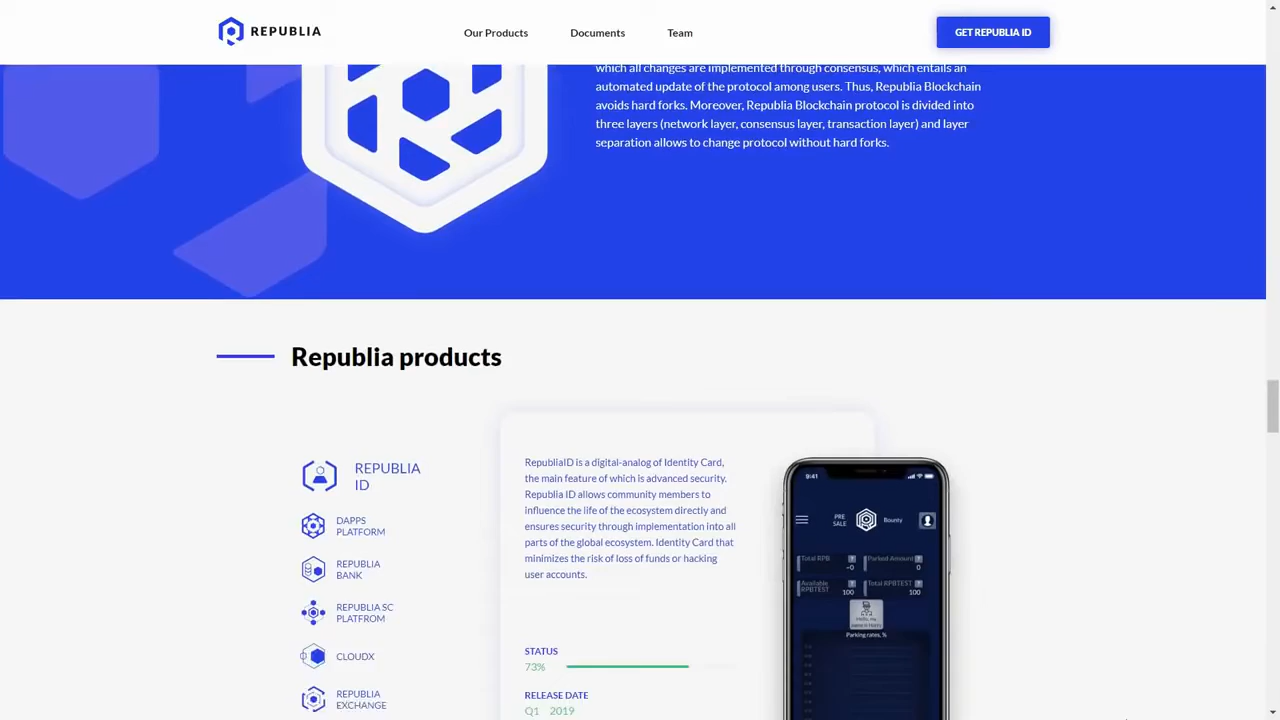 REPUBLIA
Our Products
Documents
Team
GET REPUBLIA ID
which all changes are implemented through consensus, which entails an
automated update of the protocol among users. Thus, Republia Blockchain
avoids hard forks. Moreover, Republia Blockchain protocol is divided into
three layers (network layer, consensus layer, transaction layer) and layer
separation allows to change protocol without hard forks.
Republia products
REPUBLIA
ID
DAPPS
PLATFORM
REPUBLIA
BANK
REPUBLIA SC
PLATFROM
CLOUDX
REPUBLIA
EXCHANGE
RepubliaID is a digital-analog of Identity Card,
the main feature of which is advanced security.
Republia ID allows community members to
influence the life of the ecosystem directly and
ensures security through implementation into all
parts of the global ecosystem. Identity Card that
minimizes the risk of loss of funds or hacking
user accounts.
STATUS
73%
RELEASE DATE
Q1 2019
9:41
PRE
SALE
Bounty
Total RPB
~0
Parked Amount
0
Available
RPBTEST
100
Total RPRTEST
100
Parking rates, %